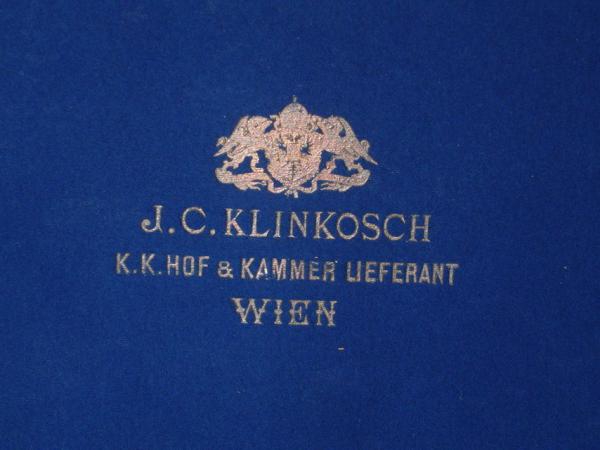 J. C. KLINKOSCH
K. K. HOF & KAMMER LIEFERANT
WIEN